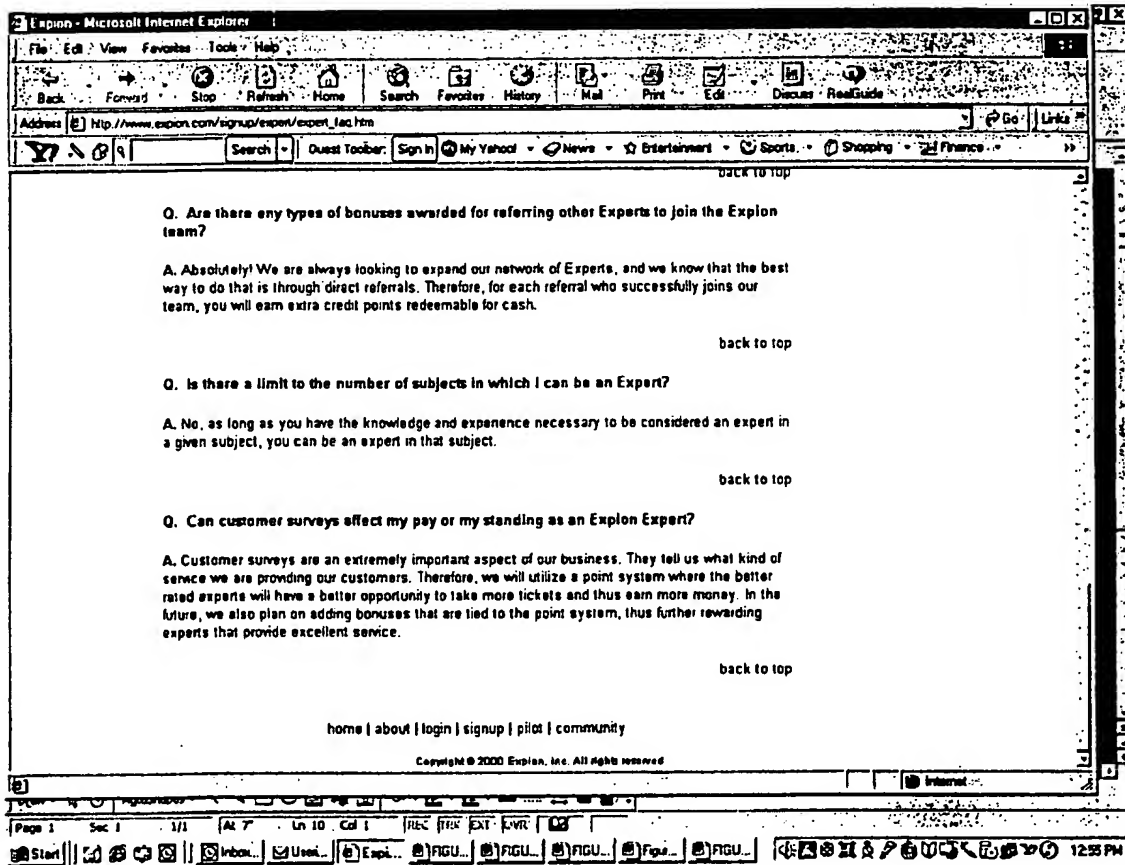 Expion - Microsoft Internet Explorer
File Edit View Favorites Tools Help
Back Forward Stop Refresh Home Search Favorites History Mail Print Edit Discuss RealGuide
Address http://www.expion.com/signup/expert/expert_faq.htm Go Links
Y? Search Guest Toolbar: Sign In My Yahoo! News Entertainment Sports Shopping Finance
back to top
Q. Are there any types of bonuses awarded for referring other Experts to join the Expion
team?
A. Absolutely! We are always looking to expand our network of Experts, and we know that the best
way to do that is through direct referrals. Therefore, for each referral who successfully joins our
team, you will earn extra credit points redeemable for cash.
back to top
Q. Is there a limit to the number of subjects in which I can be an Expert?
A. No, as long as you have the knowledge and experience necessary to be considered an expert in
a given subject, you can be an expert in that subject.
back to top
Q. Can customer surveys affect my pay or my standing as an Expion Expert?
A. Customer surveys are an extremely important aspect of our business. They tell us what kind of
service we are providing our customers. Therefore, we will utilize a point system where the better
rated experts will have a better opportunity to take more tickets and thus earn more money. In the
future, we also plan on adding bonuses that are tied to the point system, thus further rewarding
experts that provide excellent service.
back to top
home | about | login | signup | pilot | community
Copyright © 2000 Expion, Inc. All rights reserved
Internet
Page 1 Sec 1 1/1 At 7" Ln 10 Col 1 REC TRK EXT OVR
Start Inbox... Useri... Expi... FIGU... FIGU... FIGU... Figur... FIGU... 12:55 PM